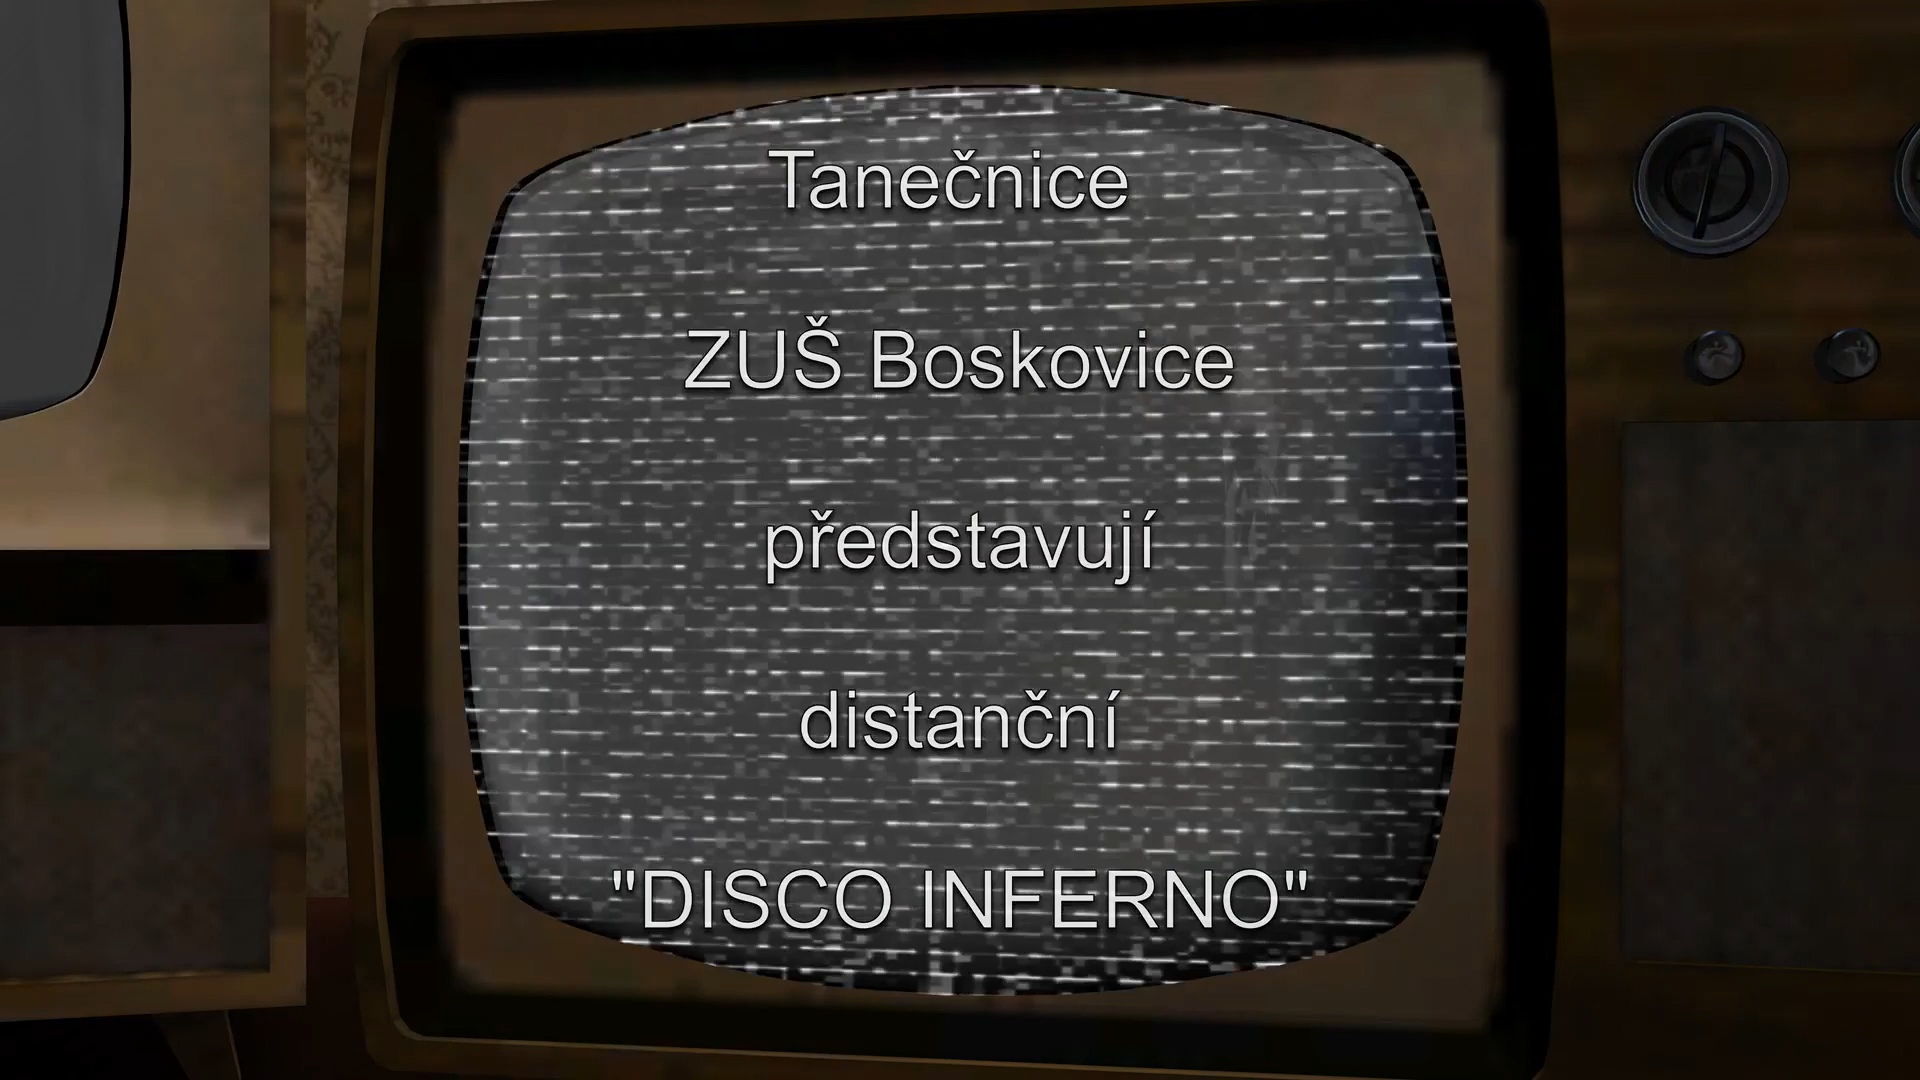 Tanečnice
ZUŠ Boskovice
představují
distanční
"DISCO INFERNO"